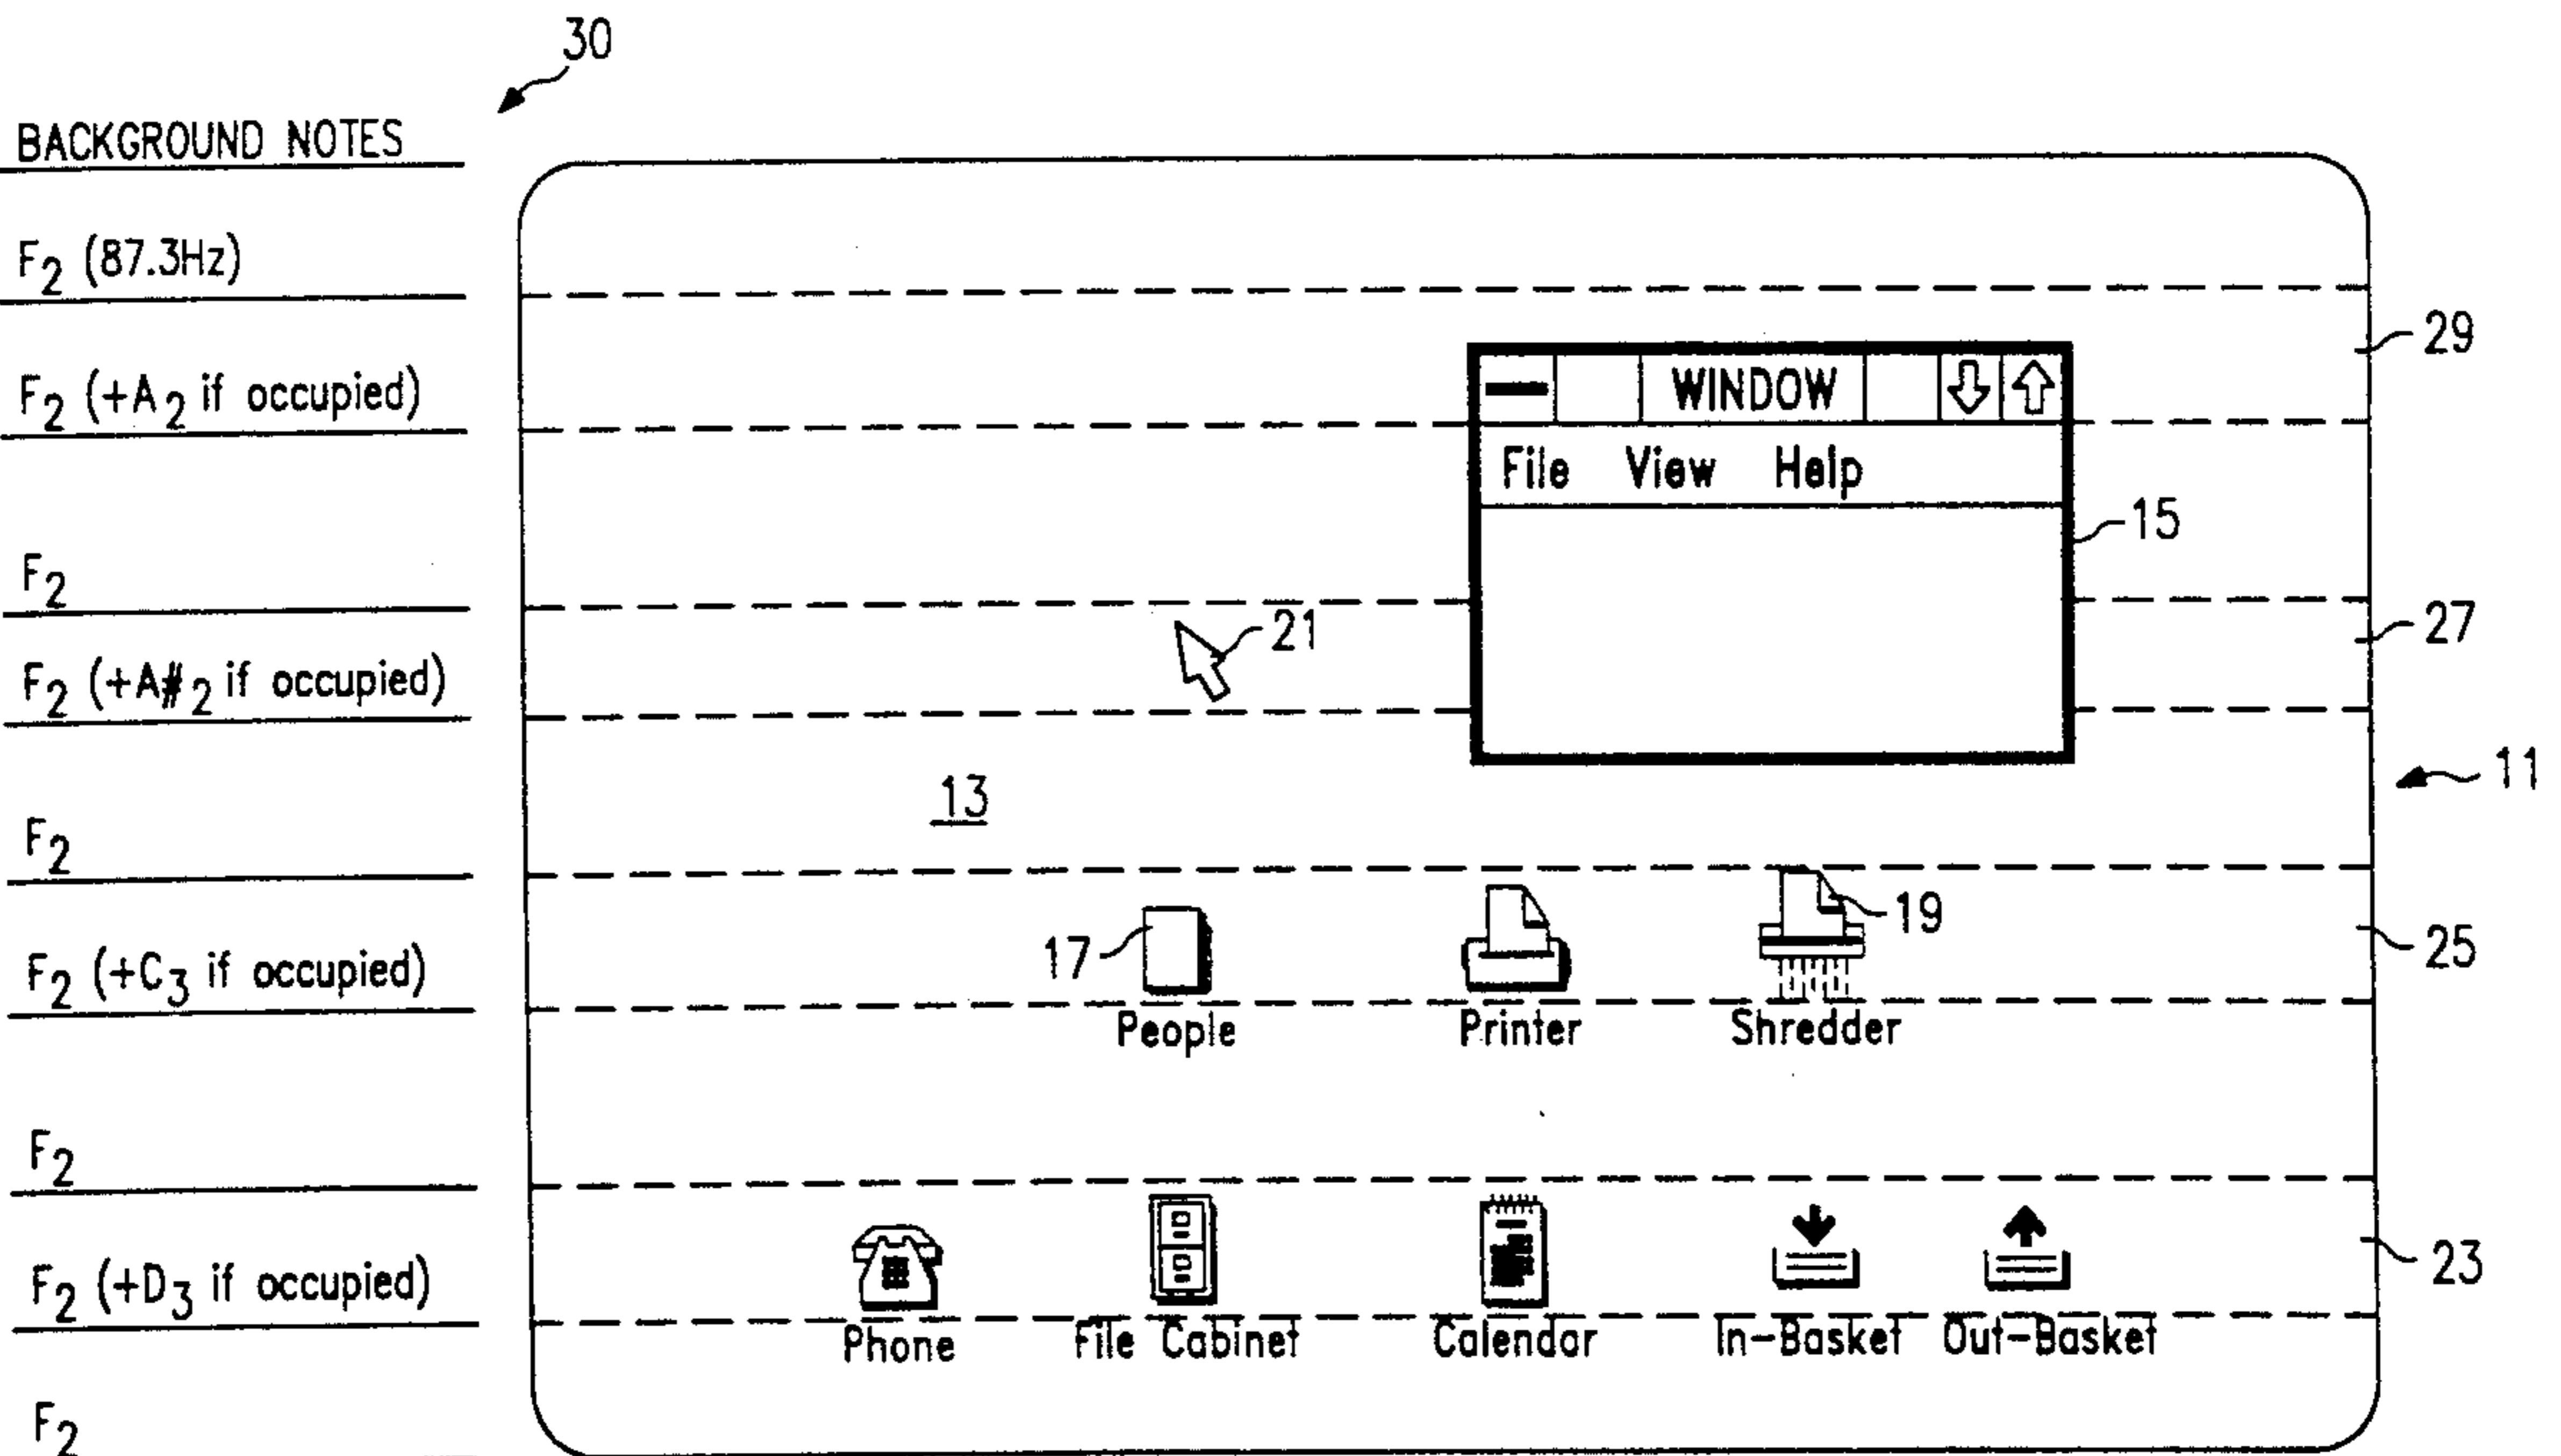 30
BACKGROUND NOTES
F2 (87.3Hz)
29
F2 (+A2 if occupied)
WINDOW
File View Help
15
F2
21
27
F2 (+A#2 if occupied)
11
13
F2
19
17
25
F2 (+C3 if occupied)
People Printer Shredder
F2
23
F2 (+D3 if occupied)
Phone File Cabinet Calendar In-Basket Out-Basket
F2